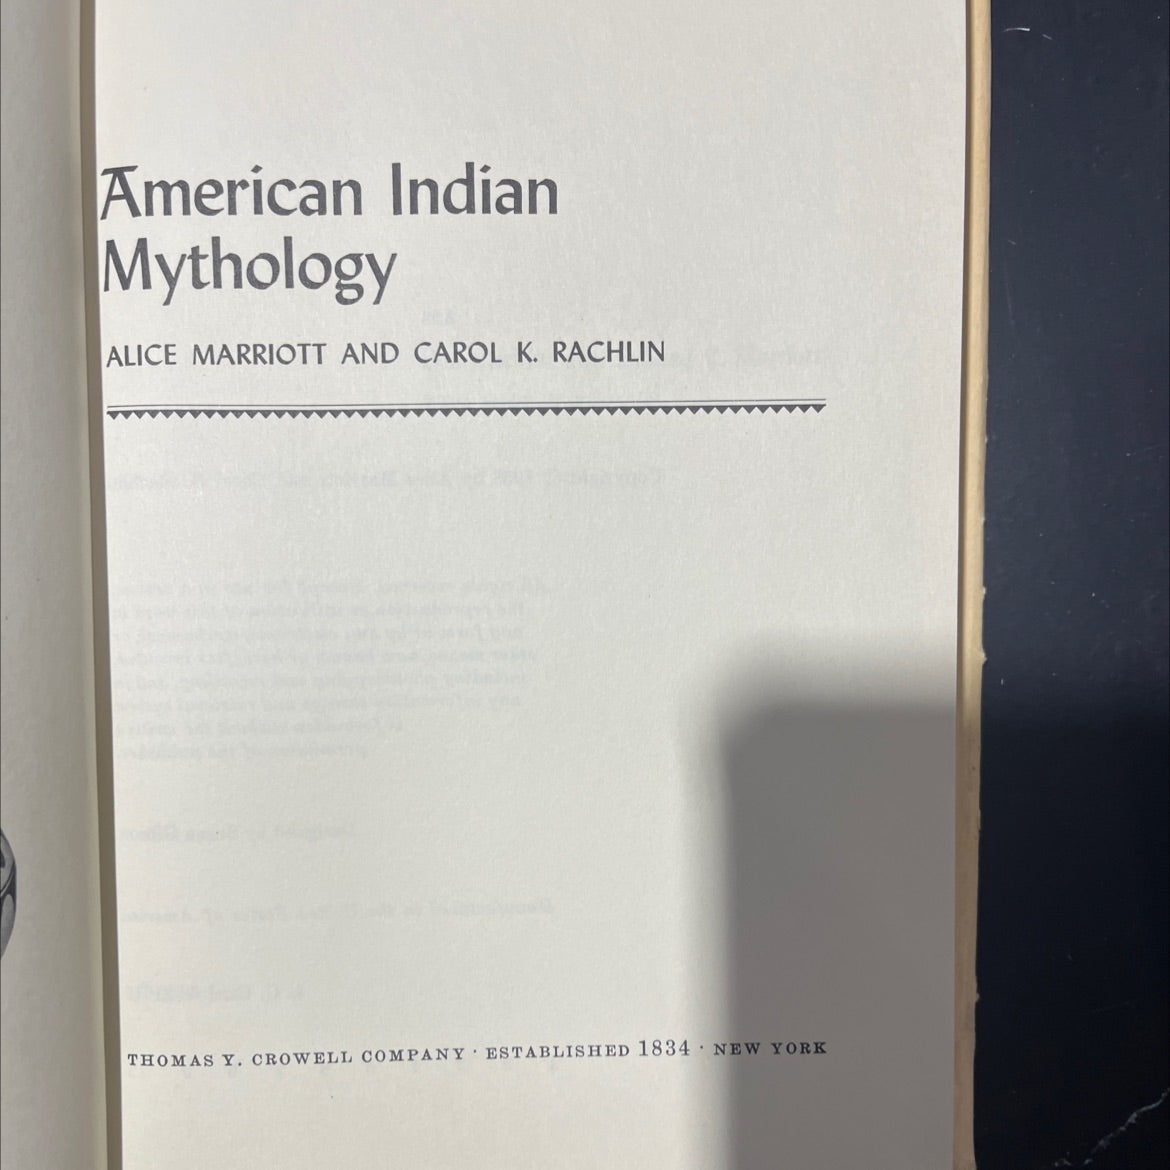 American Indian
Mythology
ALICE MARRIOTT AND CAROL K. RACHLIN
THOMAS Y. CROWELL COMPANY · ESTABLISHED 1834 · NEW YORK